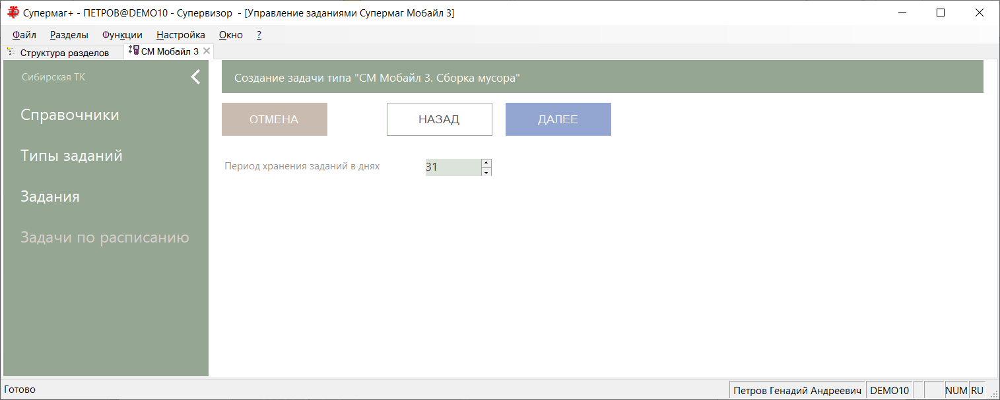 Супермаг+ - ПЕТРОВ@DEMO10 - Супервизор - [Управление заданиями Супермаг Мобайл 3]
Файл Разделы Функции Настройка Окно ?
Структура разделов СМ Мобайл 3
Сибирская ТК
Создание задачи типа "СМ Мобайл 3. Сборка мусора"
Справочники
ОТМЕНА НАЗАД ДАЛЕЕ
Типы заданий
Период хранения заданий в днях 31
Задания
Задачи по расписанию
Готово Петров Генадий Андреевич DEMO10 NUM RU